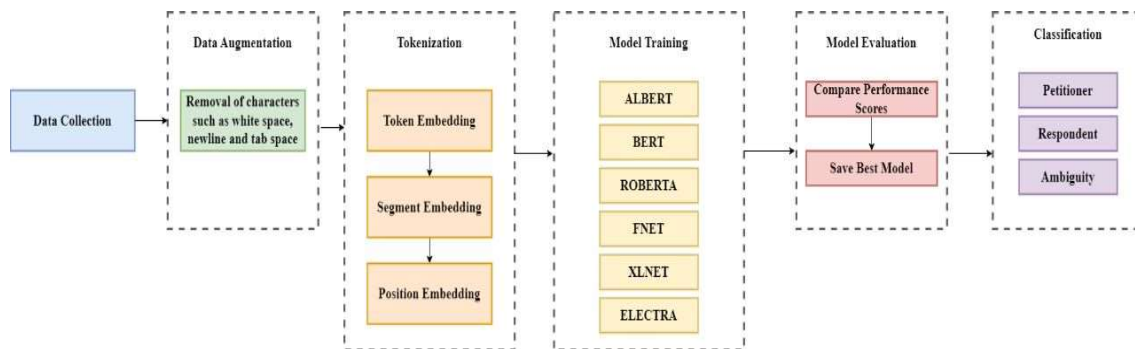 Data Collection
Data Augmentation
Removal of characters
such as white space,
newline and tab space
Tokenization
Token Embedding
Segment Embedding
Position Embedding
Model Training
ALBERT
BERT
ROBERTA
FNET
XLNET
ELECTRA
Model Evaluation
Compare Performance
Scores
Save Best Model
Classification
Petitioner
Respondent
Ambiguity